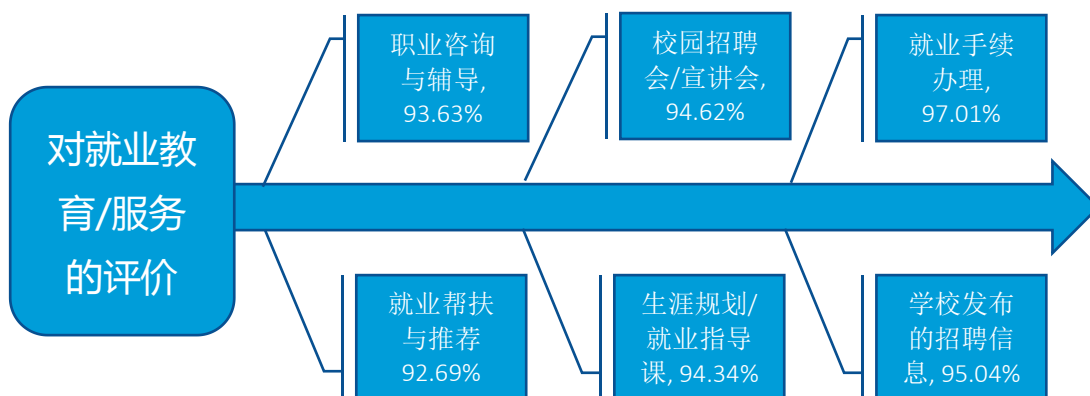 对就业教
育/服务
的评价
职业咨询
与辅导,
93.63%
校园招聘
会/宣讲会,
94.62%
就业手续
办理,
97.01%
就业帮扶
与推荐
92.69%
生涯规划/
就业指导
课, 94.34%
学校发布
的招聘信
息, 95.04%